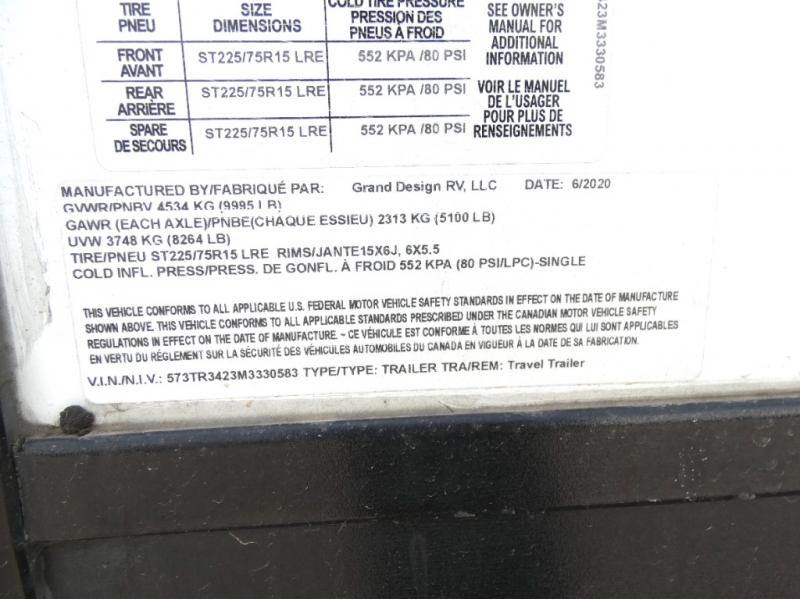 TIRE SIZE COLD TIRE PRESSURE SEE OWNER'S
PNEU DIMENSIONS PRESSION DES MANUAL FOR
PNEUS À FROID ADDITIONAL
FRONT ST225/75R15 LRE 552 KPA /80 PSI INFORMATION
AVANT
REAR ST225/75R15 LRE 552 KPA /80 PSI VOIR LE MANUEL
ARRIÈRE DE L'USAGER
SPARE ST225/75R15 LRE 552 KPA /80 PSI POUR PLUS DE
DE SECOURS RENSEIGNEMENTS
23M3330583
MANUFACTURED BY/FABRIQUÉ PAR: Grand Design RV, LLC DATE: 6/2020
GVWR/PNBV 4534 KG (9995 LB)
GAWR (EACH AXLE)/PNBE(CHAQUE ESSIEU) 2313 KG (5100 LB)
UVW 3748 KG (8264 LB)
TIRE/PNEU ST225/75R15 LRE RIMS/JANTE15X6J, 6X5.5
COLD INFL. PRESS/PRESS. DE GONFL. À FROID 552 KPA (80 PSI/LPC)-SINGLE
THIS VEHICLE CONFORMS TO ALL APPLICABLE U.S. FEDERAL MOTOR VEHICLE SAFETY STANDARDS IN EFFECT ON THE DATE OF MANUFACTURE
SHOWN ABOVE. THIS VEHICLE CONFORMS TO ALL APPLICABLE STANDARDS PRESCRIBED UNDER THE CANADIAN MOTOR VEHICLE SAFETY
REGULATIONS IN EFFECT ON THE DATE OF MANUFACTURE. - CE VÉHICULE EST CONFORME À TOUTES LES NORMES QUI LUI SONT APPLICABLES
EN VERTU DU RÉGLEMENT SUR LA SÉCURITÉ DES VÉHICULES AUTOMOBILES DU CANADA EN VIGUEUR À LA DATE DE SA FABRICATION.
V.I.N./N.I.V.: 573TR3423M3330583 TYPE/TYPE: TRAILER TRA/REM: Travel Trailer